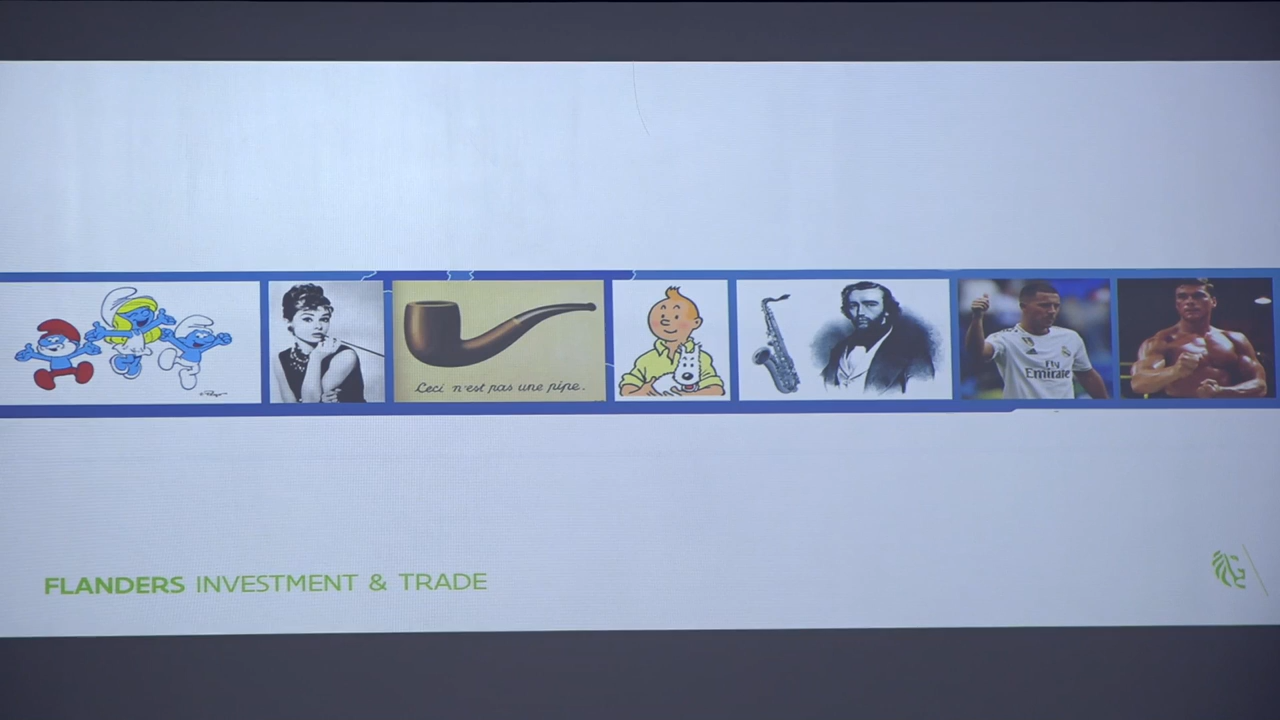 Ceci n'est pas une pipe.
Fly
Emirates
FLANDERS INVESTMENT & TRADE